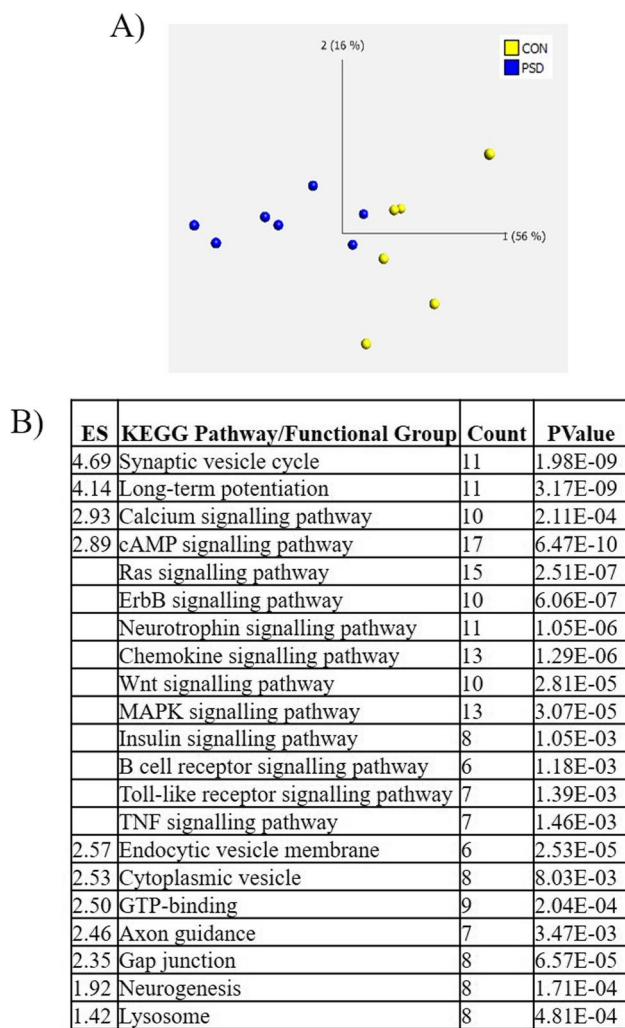 A)
2 (16 %)
CON
PSD
1 (56 %)
B)
ES KEGG Pathway/Functional Group Count PValue
4.69 Synaptic vesicle cycle 11 1.98E-09
4.14 Long-term potentiation 11 3.17E-09
2.93 Calcium signalling pathway 10 2.11E-04
2.89 cAMP signalling pathway 17 6.47E-10
Ras signalling pathway 15 2.51E-07
ErbB signalling pathway 10 6.06E-07
Neurotrophin signalling pathway 11 1.05E-06
Chemokine signalling pathway 13 1.29E-06
Wnt signalling pathway 10 2.81E-05
MAPK signalling pathway 13 3.07E-05
Insulin signalling pathway 8 1.05E-03
B cell receptor signalling pathway 6 1.18E-03
Toll-like receptor signalling pathway 7 1.39E-03
TNF signalling pathway 7 1.46E-03
2.57 Endocytic vesicle membrane 6 2.53E-05
2.53 Cytoplasmic vesicle 8 8.03E-03
2.50 GTP-binding 9 2.04E-04
2.46 Axon guidance 7 3.47E-03
2.35 Gap junction 8 6.57E-05
1.92 Neurogenesis 8 1.71E-04
1.42 Lysosome 8 4.81E-04